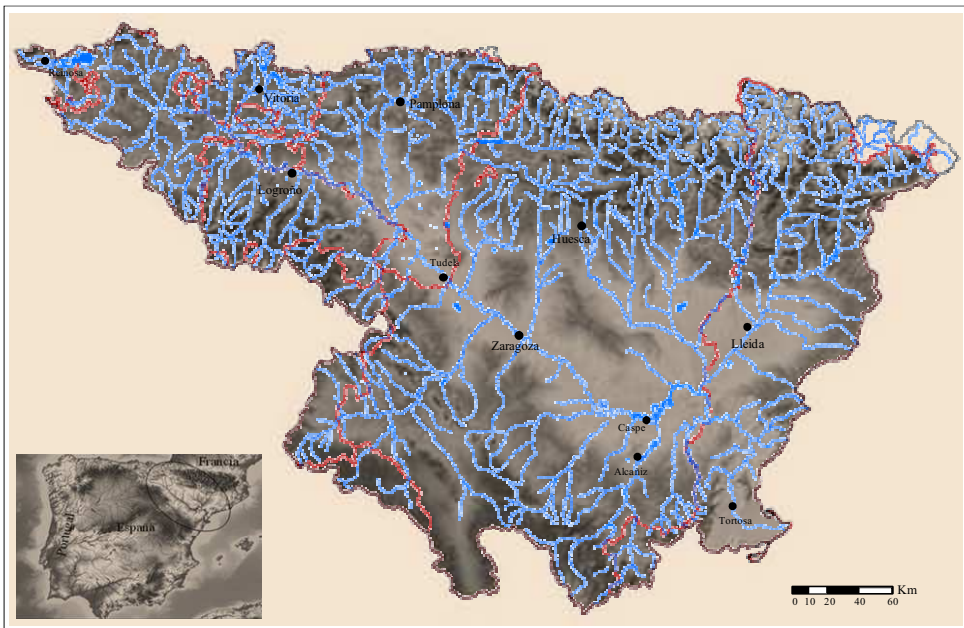 Reinosa
Vitoria
Pamplona
Logroño
Huesca
Tudela
Zaragoza
Lleida
Caspe
Alcañiz
Tortosa
Francia
España
Portugal
Km
0 10 20 40 60